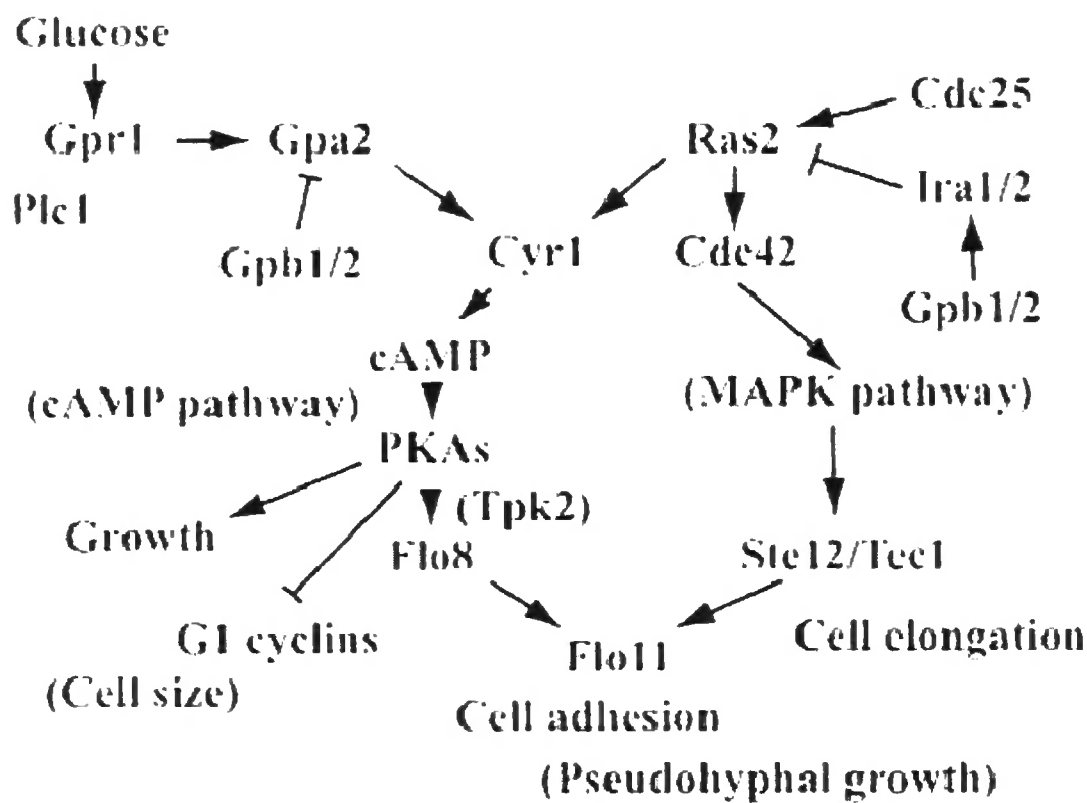 Glucose
Cdc25
Gpr1
Gpa2
Ras2
Ira1/2
Plc1
Gpb1/2
Cyr1
Cdc42
Gpb1/2
cAMP
(cAMP pathway)
(MAPK pathway)
PKAs
(Tpk2)
Growth
Flo8
Ste12/Tec1
G1 cyclins
Flo11
Cell elongation
(Cell size)
Cell adhesion
(Pseudohyphal growth)